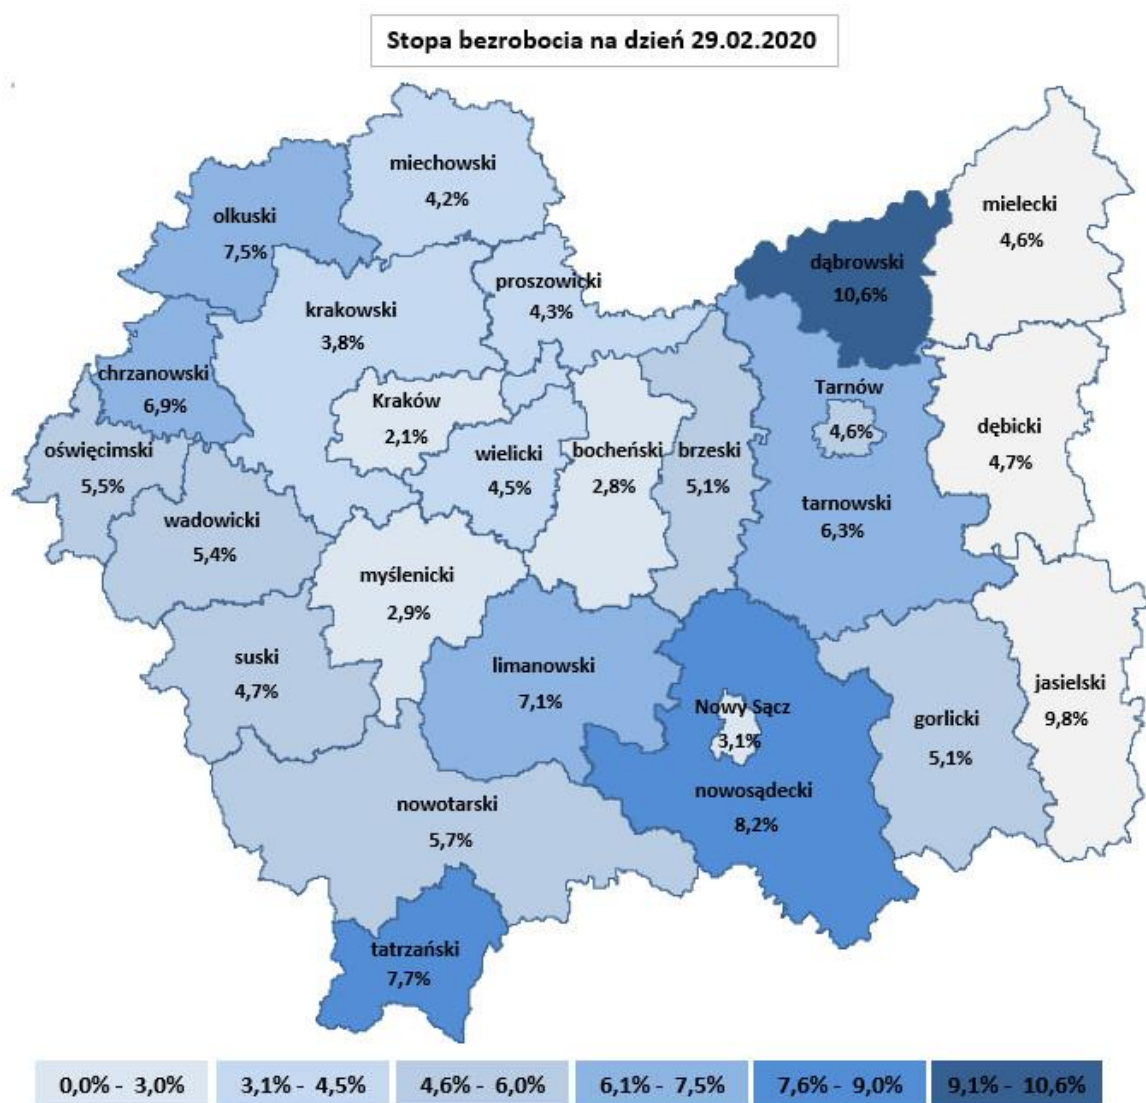 Stopa bezrobocia na dzień 29.02.2020
miechowski
4,2%
olkuski
7,5%
mielecki
4,6%
dąbrowski
10,6%
proszowicki
4,3%
krakowski
3,8%
chrzanowski
6,9%
Kraków
2,1%
Tarnów
4,6%
dębicki
4,7%
oświęcimski
5,5%
wielicki
4,5%
bocheński
2,8%
brzeski
5,1%
tarnowski
6,3%
wadowicki
5,4%
myślenicki
2,9%
suski
4,7%
limanowski
7,1%
Nowy Sącz
3,1%
gorlicki
5,1%
jasielski
9,8%
nowosądecki
8,2%
nowotarski
5,7%
tatrzański
7,7%
0,0% - 3,0%
3,1% - 4,5%
4,6% - 6,0%
6,1% - 7,5%
7,6% - 9,0%
9,1% - 10,6%